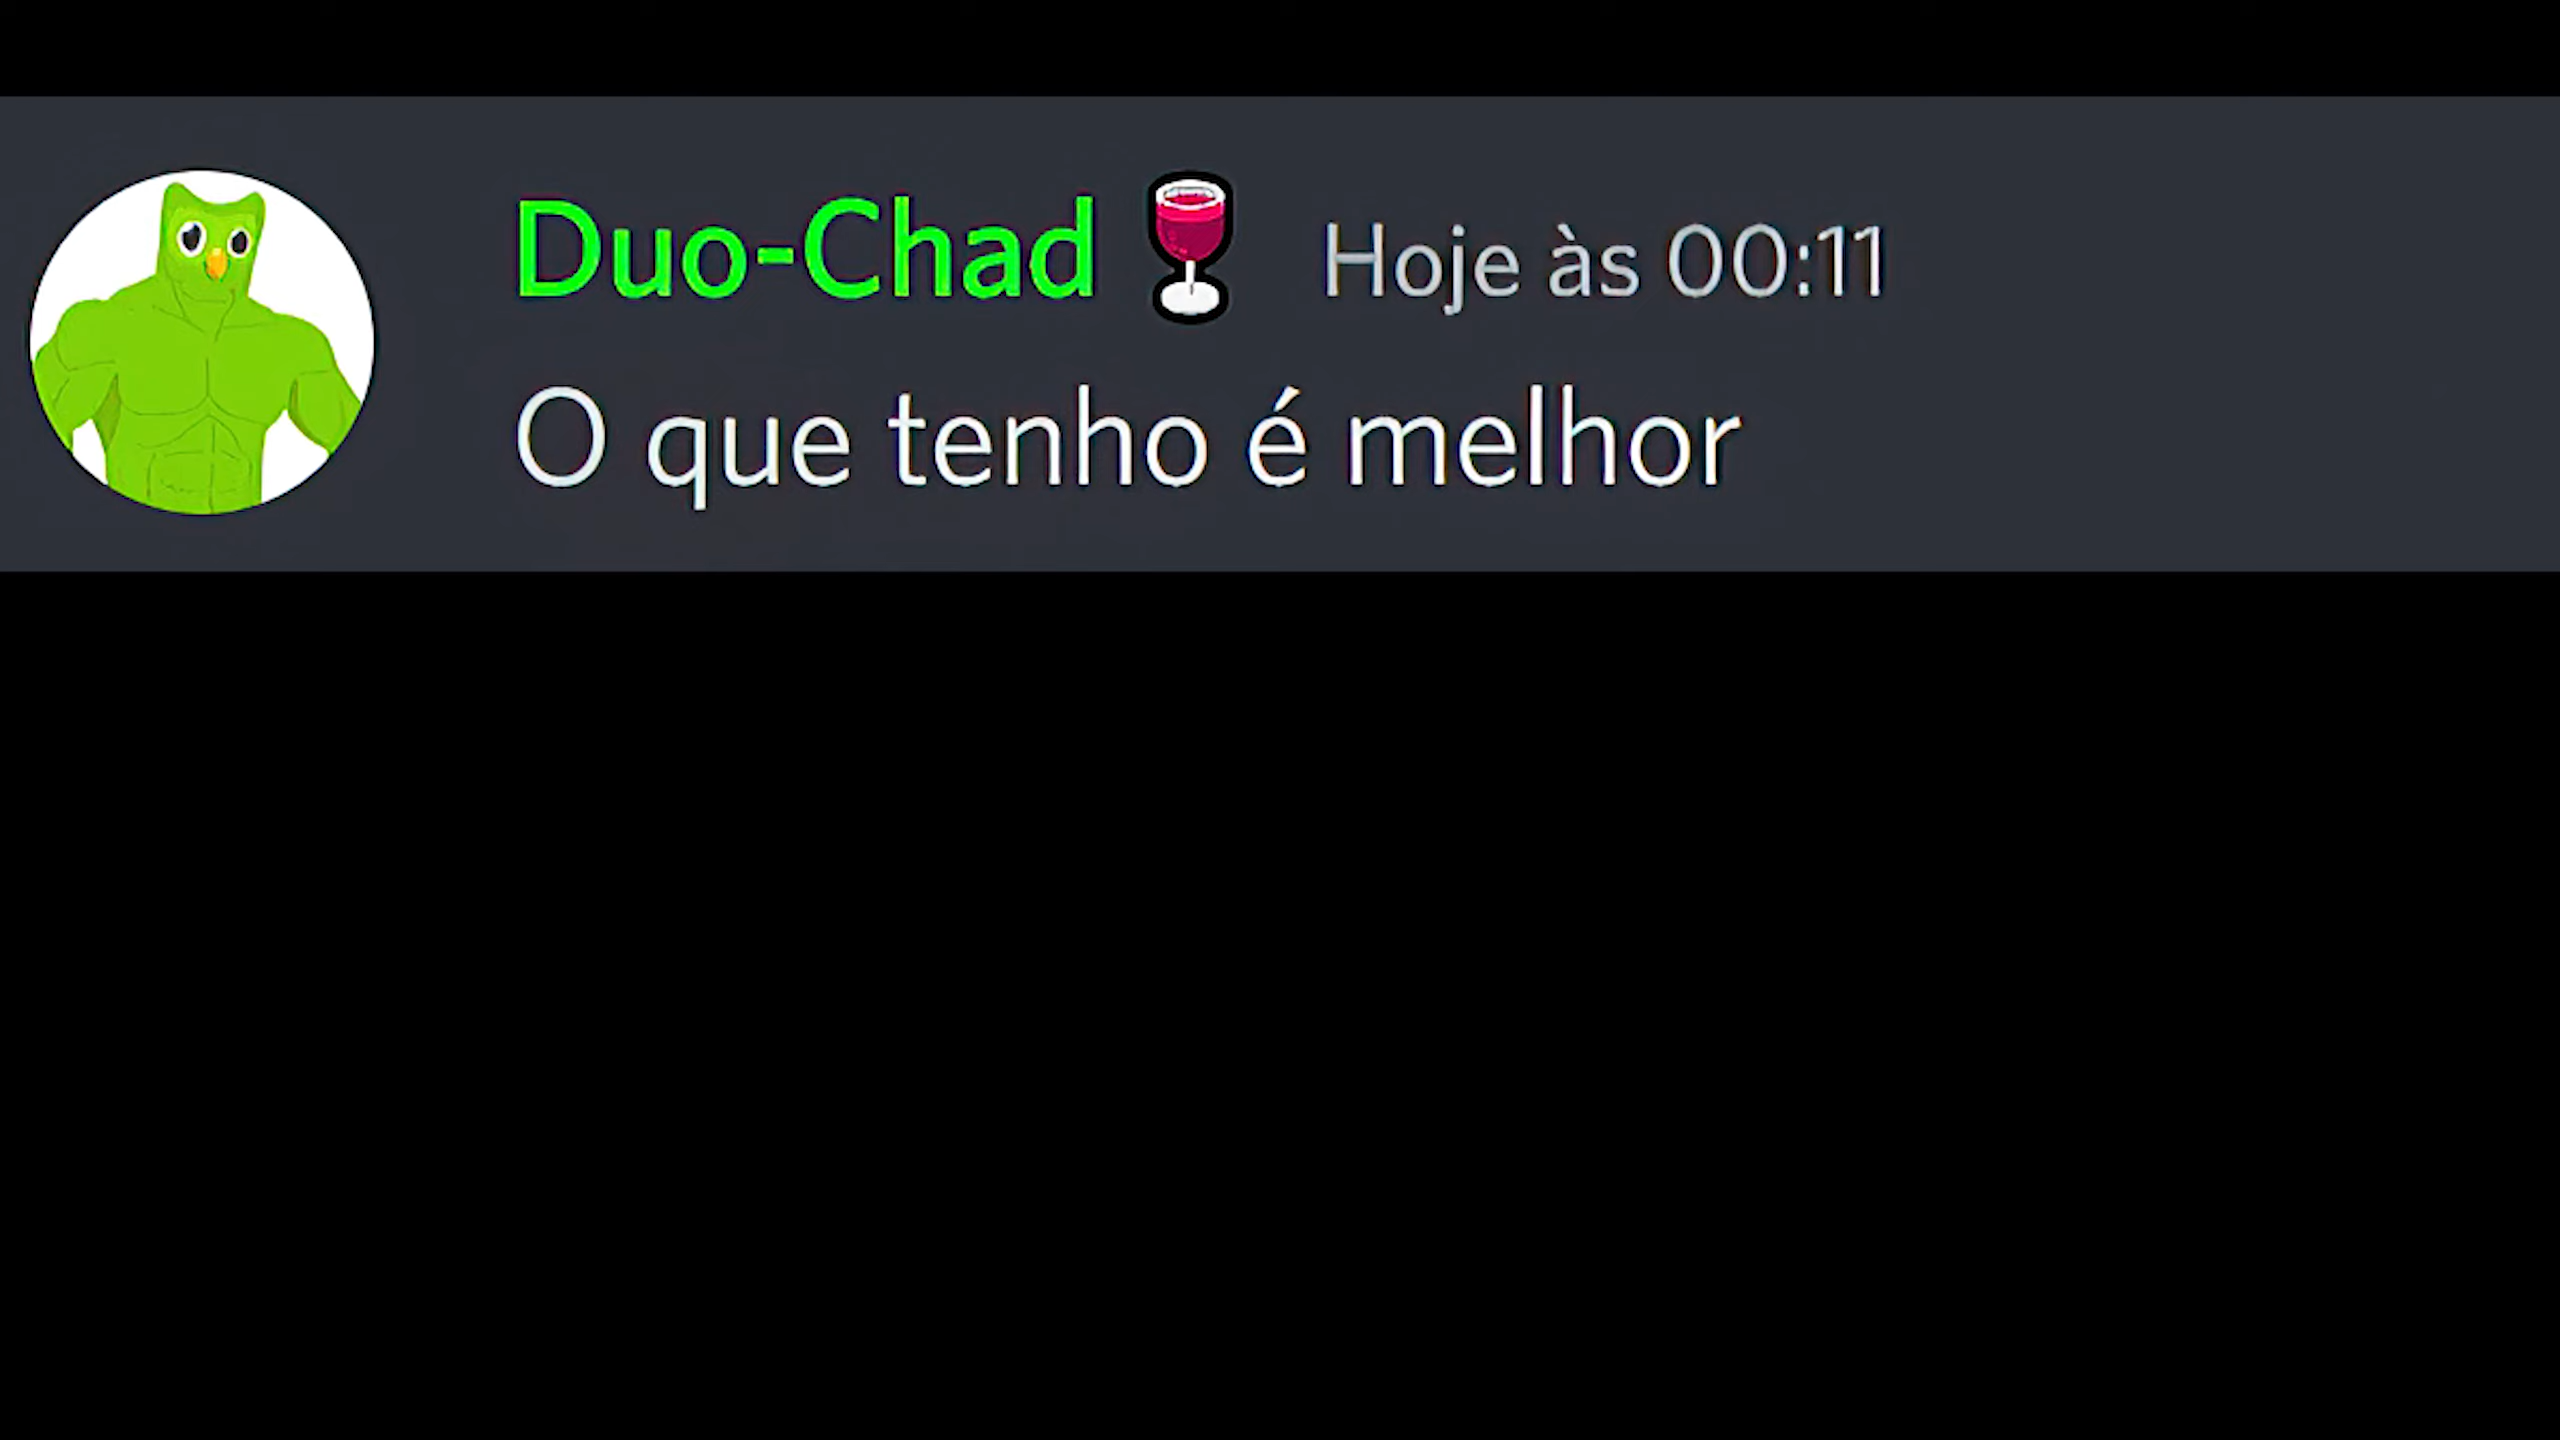 Duo-Chad🍷 Hoje às 00:11
O que tenho é melhor